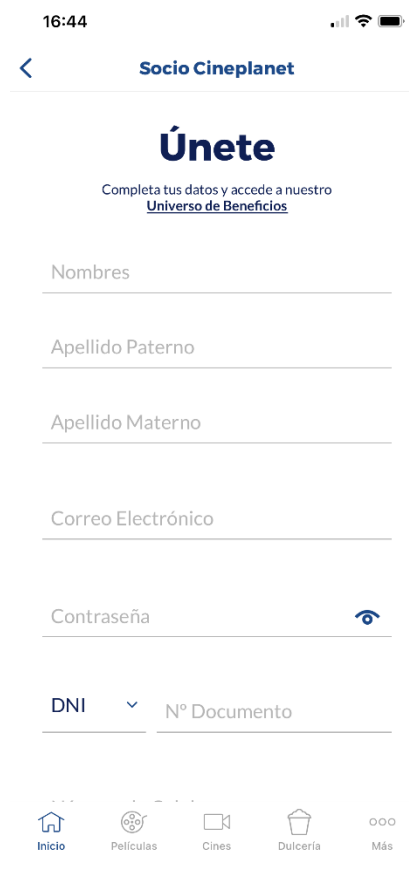 16:44
Socio Cineplanet
Únete
Completa tus datos y accede a nuestro
Universo de Beneficios
Nombres
Apellido Paterno
Apellido Materno
Correo Electrónico
Contraseña
DNI Nº Documento
Inicio Películas Cines Dulcería Más